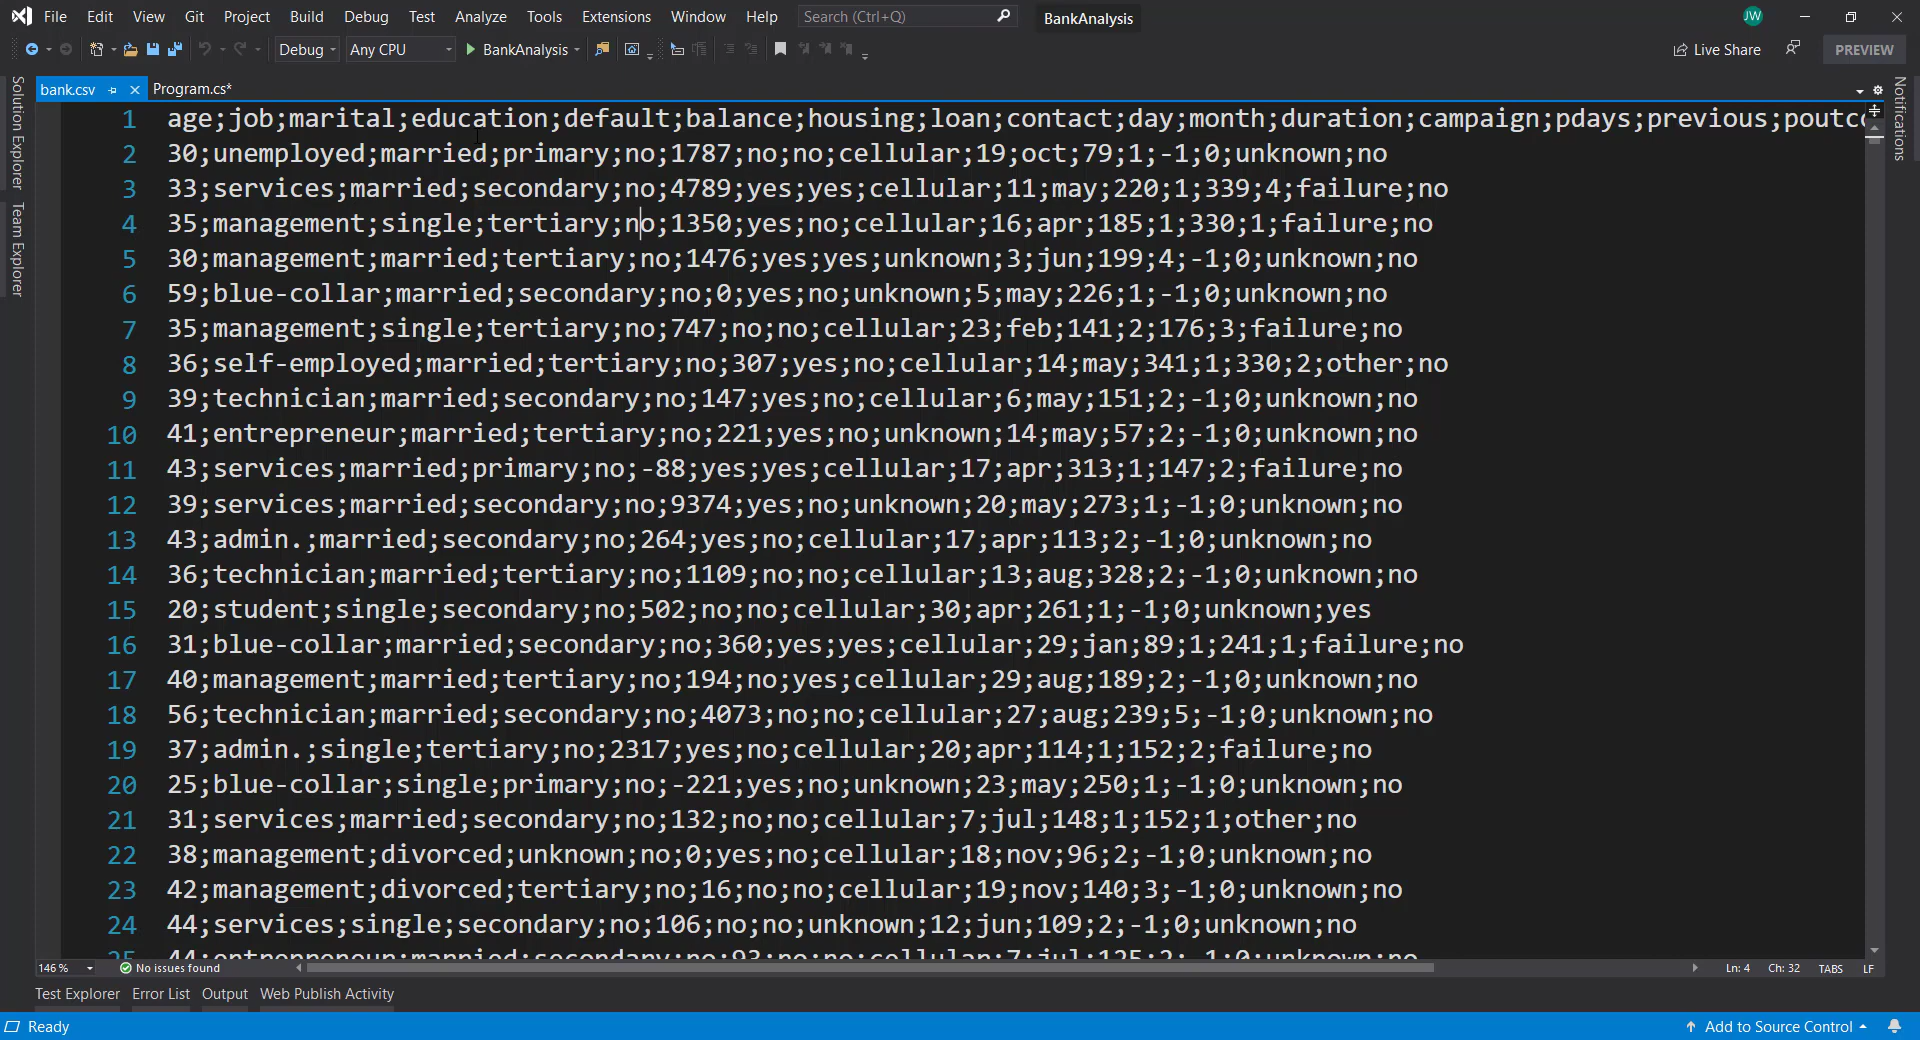 File Edit View Git Project Build Debug Test Analyze Tools Extensions Window Help Search (Ctrl+Q) BankAnalysis JW
Debug Any CPU BankAnalysis Live Share PREVIEW
bank.csv Program.cs*
Solution Explorer
Team Explorer
Notifications
1 age;job;marital;education;default;balance;housing;loan;contact;day;month;duration;campaign;pdays;previous;poutco
2 30;unemployed;married;primary;no;1787;no;no;cellular;19;oct;79;1;-1;0;unknown;no
3 33;services;married;secondary;no;4789;yes;yes;cellular;11;may;220;1;339;4;failure;no
4 35;management;single;tertiary;no;1350;yes;no;cellular;16;apr;185;1;330;1;failure;no
5 30;management;married;tertiary;no;1476;yes;yes;unknown;3;jun;199;4;-1;0;unknown;no
6 59;blue-collar;married;secondary;no;0;yes;no;unknown;5;may;226;1;-1;0;unknown;no
7 35;management;single;tertiary;no;747;no;no;cellular;23;feb;141;2;176;3;failure;no
8 36;self-employed;married;tertiary;no;307;yes;no;cellular;14;may;341;1;330;2;other;no
9 39;technician;married;secondary;no;147;yes;no;cellular;6;may;151;2;-1;0;unknown;no
10 41;entrepreneur;married;tertiary;no;221;yes;no;unknown;14;may;57;2;-1;0;unknown;no
11 43;services;married;primary;no;-88;yes;yes;cellular;17;apr;313;1;147;2;failure;no
12 39;services;married;secondary;no;9374;yes;no;unknown;20;may;273;1;-1;0;unknown;no
13 43;admin.;married;secondary;no;264;yes;no;cellular;17;apr;113;2;-1;0;unknown;no
14 36;technician;married;tertiary;no;1109;no;no;cellular;13;aug;328;2;-1;0;unknown;no
15 20;student;single;secondary;no;502;no;no;cellular;30;apr;261;1;-1;0;unknown;yes
16 31;blue-collar;married;secondary;no;360;yes;yes;cellular;29;jan;89;1;241;1;failure;no
17 40;management;married;tertiary;no;194;no;yes;cellular;29;aug;189;2;-1;0;unknown;no
18 56;technician;married;secondary;no;4073;no;no;cellular;27;aug;239;5;-1;0;unknown;no
19 37;admin.;single;tertiary;no;2317;yes;no;cellular;20;apr;114;1;152;2;failure;no
20 25;blue-collar;single;primary;no;-221;yes;no;unknown;23;may;250;1;-1;0;unknown;no
21 31;services;married;secondary;no;132;no;no;cellular;7;jul;148;1;152;1;other;no
22 38;management;divorced;unknown;no;0;yes;no;cellular;18;nov;96;2;-1;0;unknown;no
23 42;management;divorced;tertiary;no;16;no;no;cellular;19;nov;140;3;-1;0;unknown;no
24 44;services;single;secondary;no;106;no;no;unknown;12;jun;109;2;-1;0;unknown;no
25 44;entrepreneur;married;secondary;no;93;no;no;cellular;7;jul;125;2;-1;0;unknown;no
146 % No issues found Ln: 4 Ch: 32 TABS LF
Test Explorer Error List Output Web Publish Activity
Ready Add to Source Control